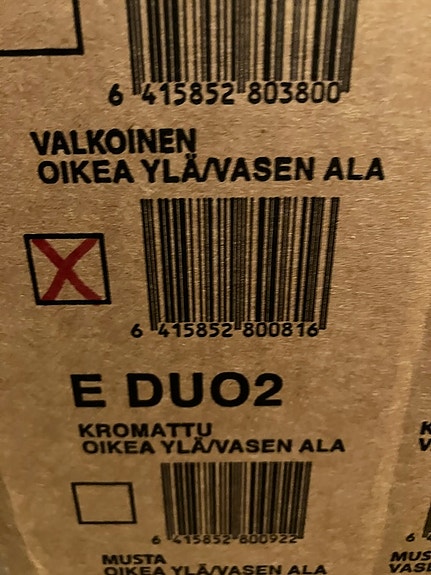 6 415852 803800
VALKOINEN
OIKEA YLÄ/VASEN ALA
X
6 415852 800816
E DUO2
KROMATTU
OIKEA YLÄ/VASEN ALA
6 415852 800922
MUSTA
OIKEA YLÄ/VASEN ALA